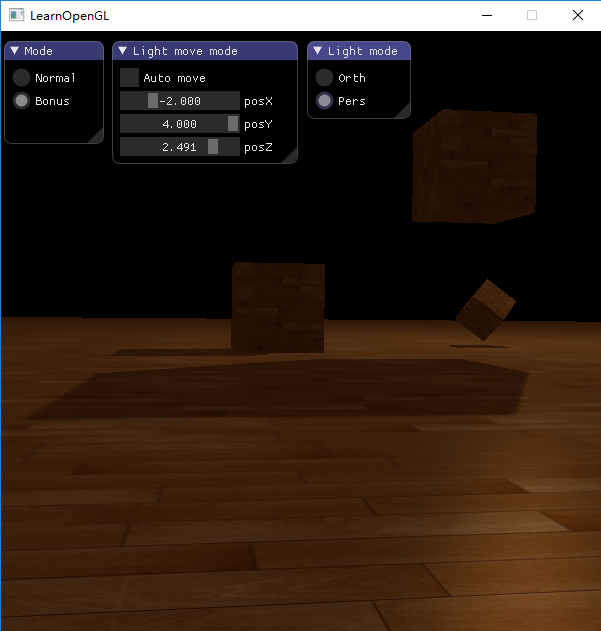 LearnOpenGL
Mode
Normal
Bonus
Light move mode
Auto move
-2.000 posX
4.000 posY
2.491 posZ
Light mode
Orth
Pers